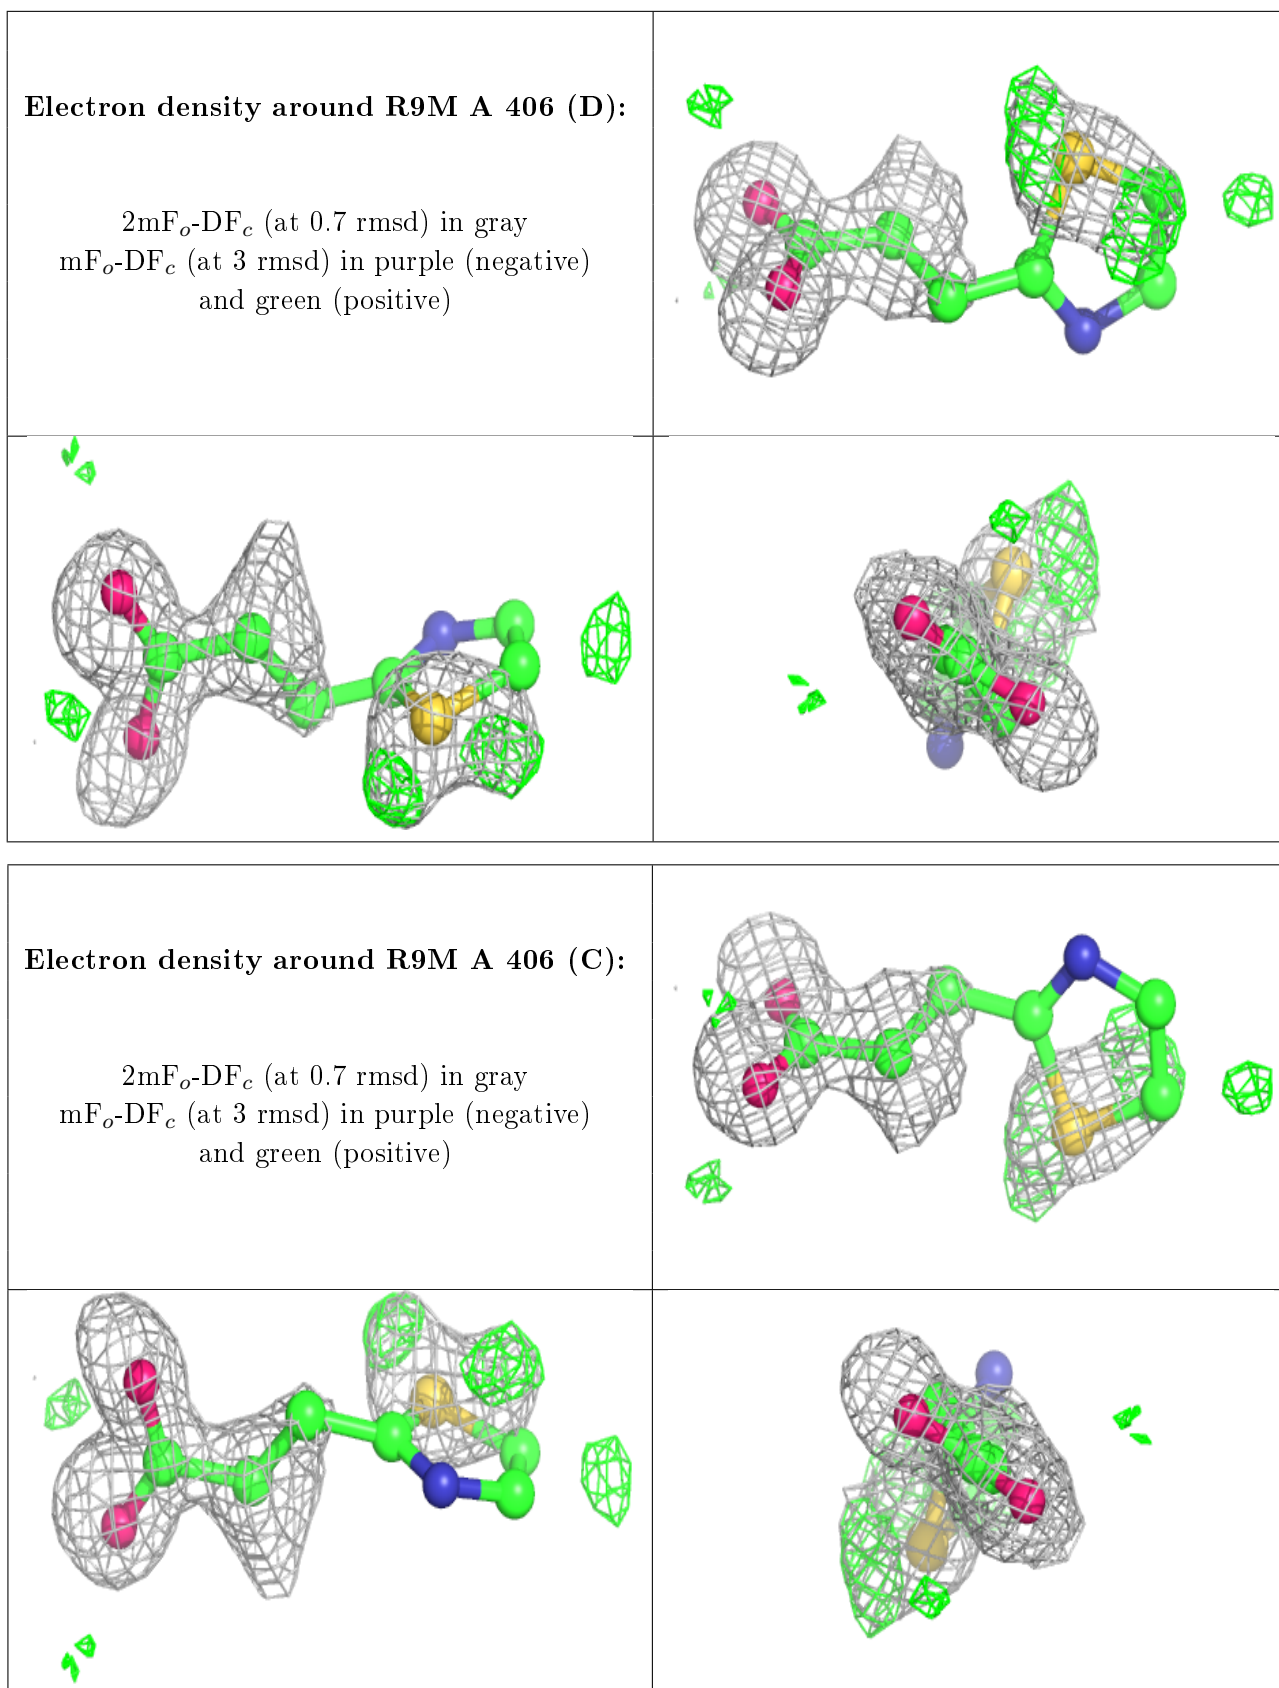 Electron density around R9M A 406 (D):
2mFo-DFc (at 0.7 rmsd) in gray
mFo-DFc (at 3 rmsd) in purple (negative)
and green (positive)
Electron density around R9M A 406 (C):
2mFo-DFc (at 0.7 rmsd) in gray
mFo-DFc (at 3 rmsd) in purple (negative)
and green (positive)